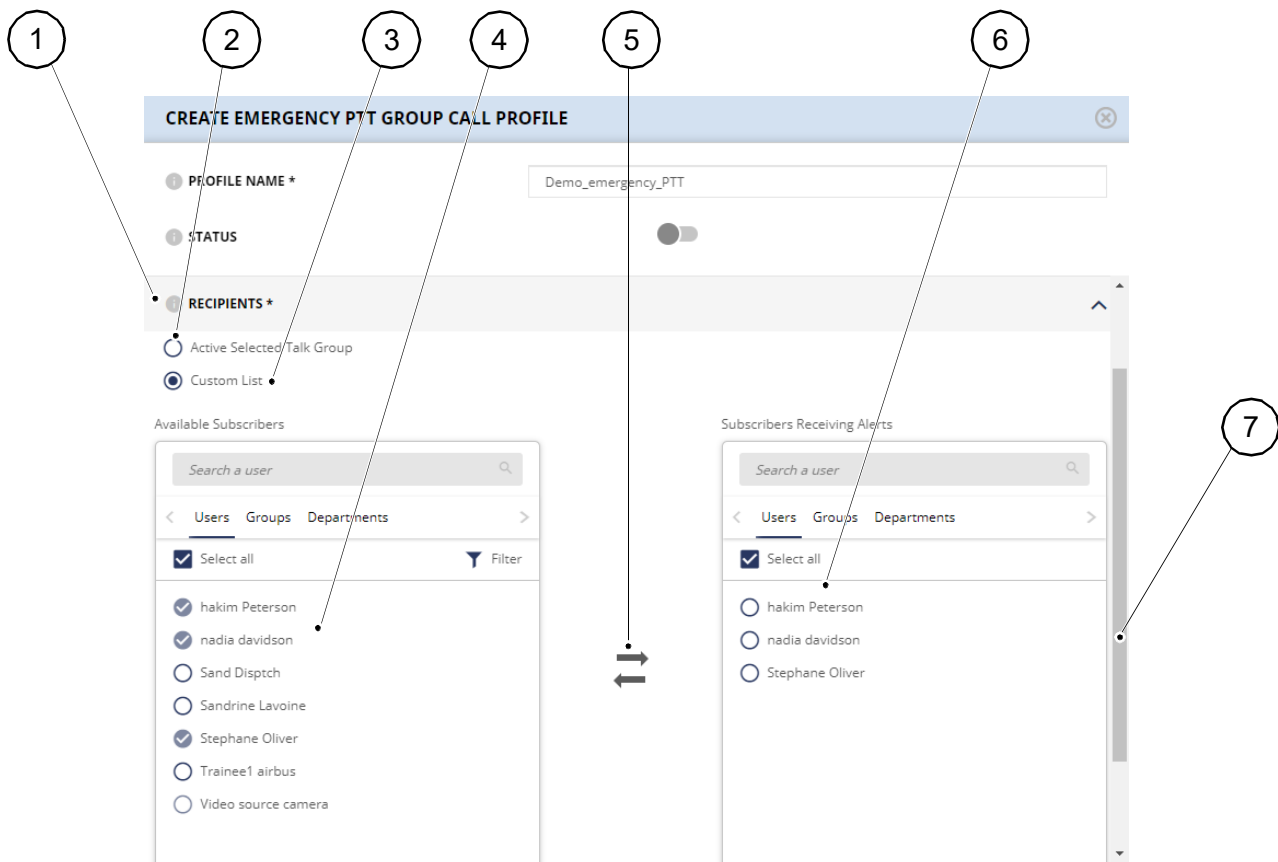 1 2 3 4 5 6
CREATE EMERGENCY PTT GROUP CALL PROFILE
PROFILE NAME * Demo_emergency_PTT
STATUS
RECIPIENTS *
Active Selected Talk Group
Custom List
Available Subscribers
Search a user
Users Groups Departments
Select all Filter
hakim Peterson
nadia davidson
Sand Disptch
Sandrine Lavoine
Stephane Oliver
Trainee1 airbus
Video source camera
Subscribers Receiving Alerts
Search a user
Users Groups Departments
Select all
hakim Peterson
nadia davidson
Stephane Oliver
7